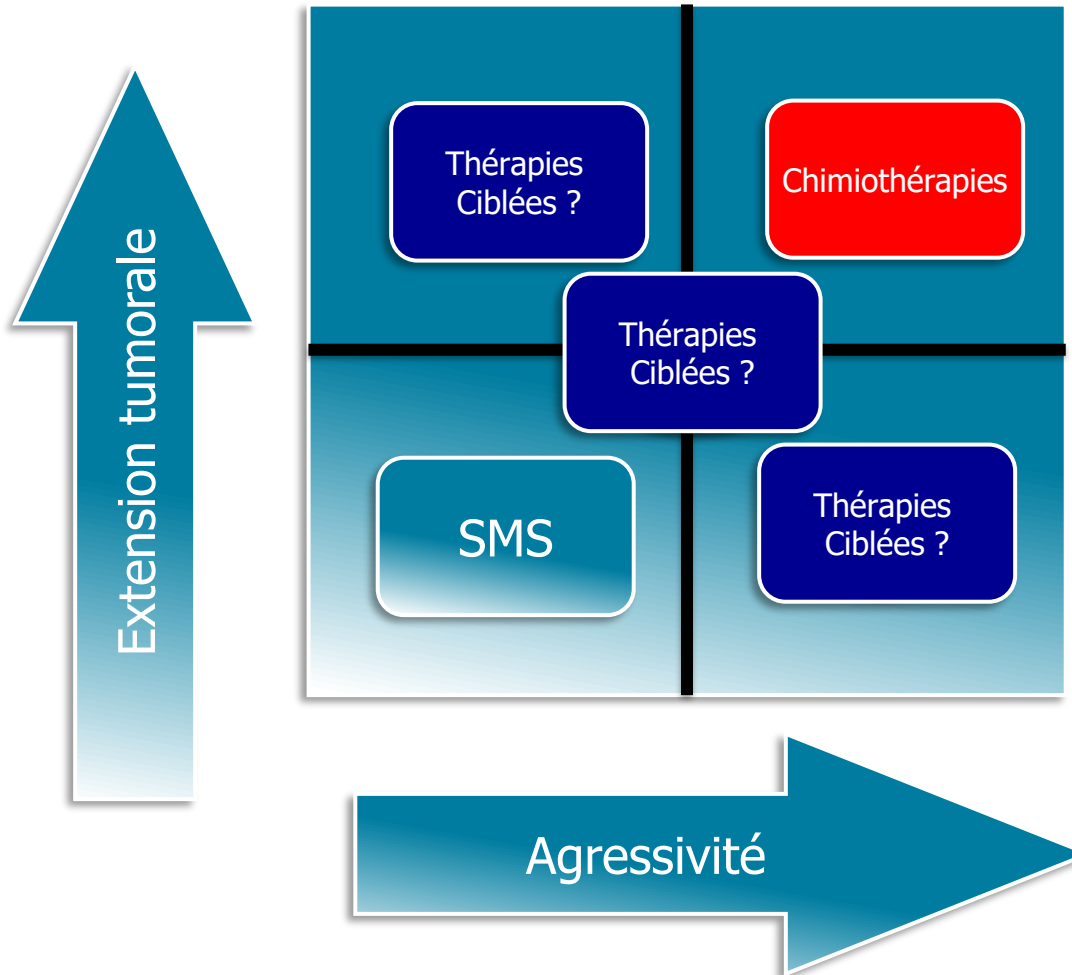 Thérapies
Ciblées ?
Chimiothérapies
Extension tumorale
Thérapies
Ciblées ?
SMS
Thérapies
Ciblées ?
Agressivité